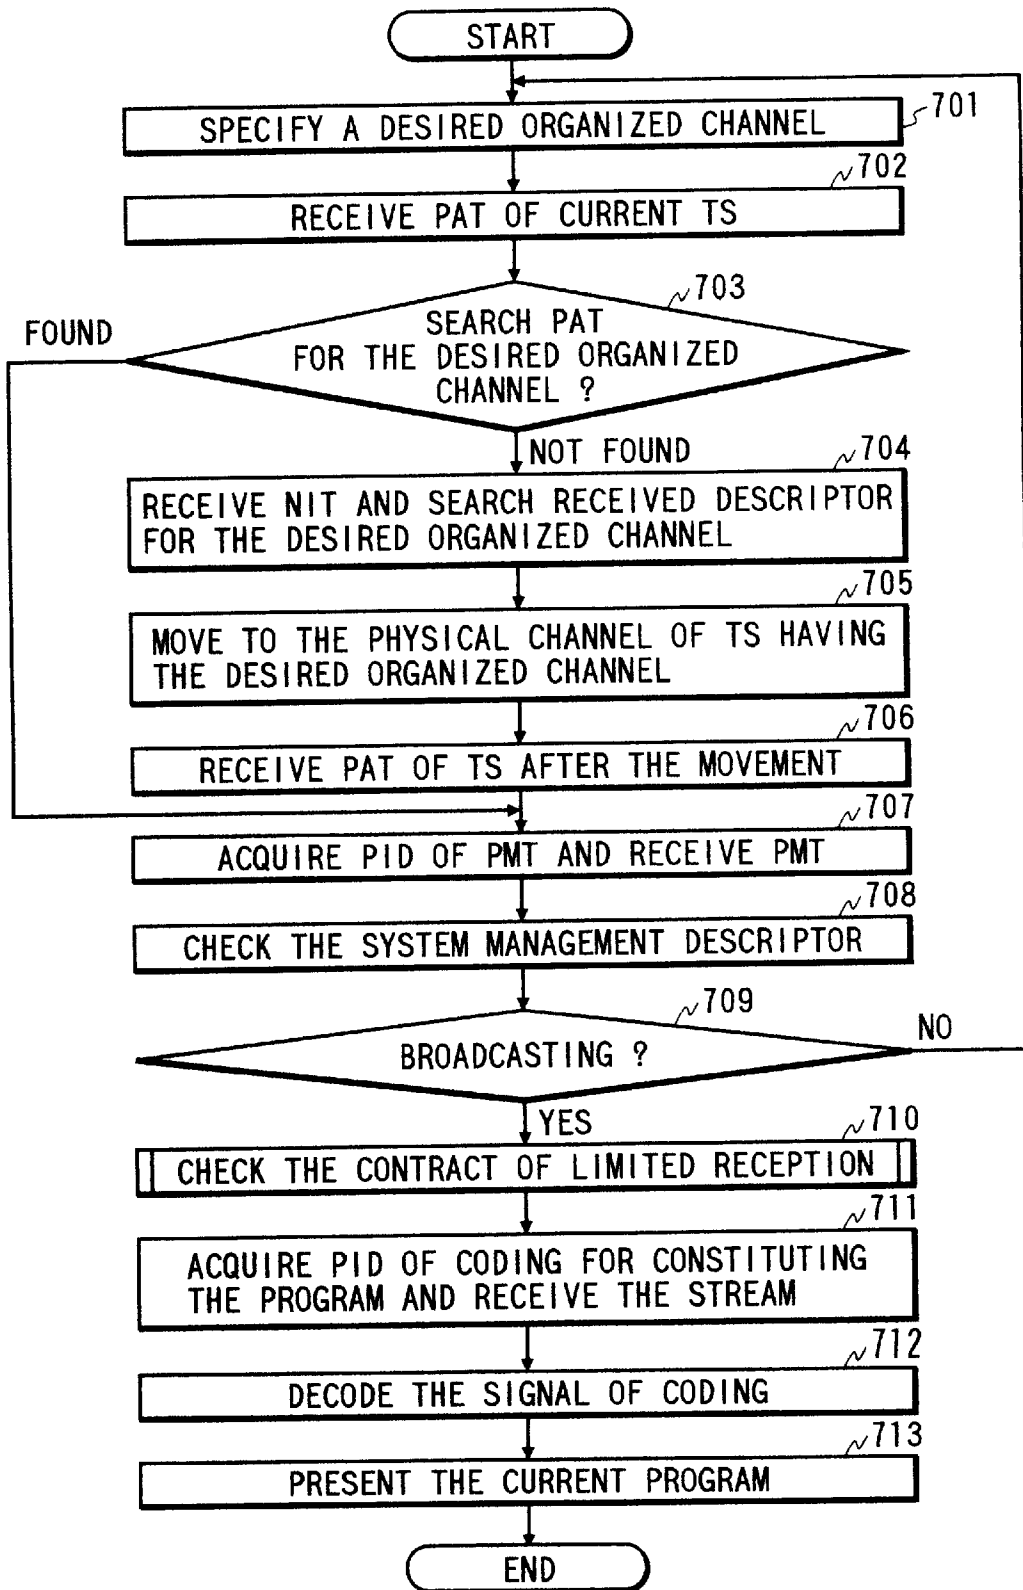 START
701
SPECIFY A DESIRED ORGANIZED CHANNEL
702
RECEIVE PAT OF CURRENT TS
703
FOUND
SEARCH PAT
FOR THE DESIRED ORGANIZED
CHANNEL ?
NOT FOUND
704
RECEIVE NIT AND SEARCH RECEIVED DESCRIPTOR
FOR THE DESIRED ORGANIZED CHANNEL
705
MOVE TO THE PHYSICAL CHANNEL OF TS HAVING
THE DESIRED ORGANIZED CHANNEL
706
RECEIVE PAT OF TS AFTER THE MOVEMENT
707
ACQUIRE PID OF PMT AND RECEIVE PMT
708
CHECK THE SYSTEM MANAGEMENT DESCRIPTOR
709
NO
BROADCASTING ?
YES
710
CHECK THE CONTRACT OF LIMITED RECEPTION
711
ACQUIRE PID OF CODING FOR CONSTITUTING
THE PROGRAM AND RECEIVE THE STREAM
712
DECODE THE SIGNAL OF CODING
713
PRESENT THE CURRENT PROGRAM
END